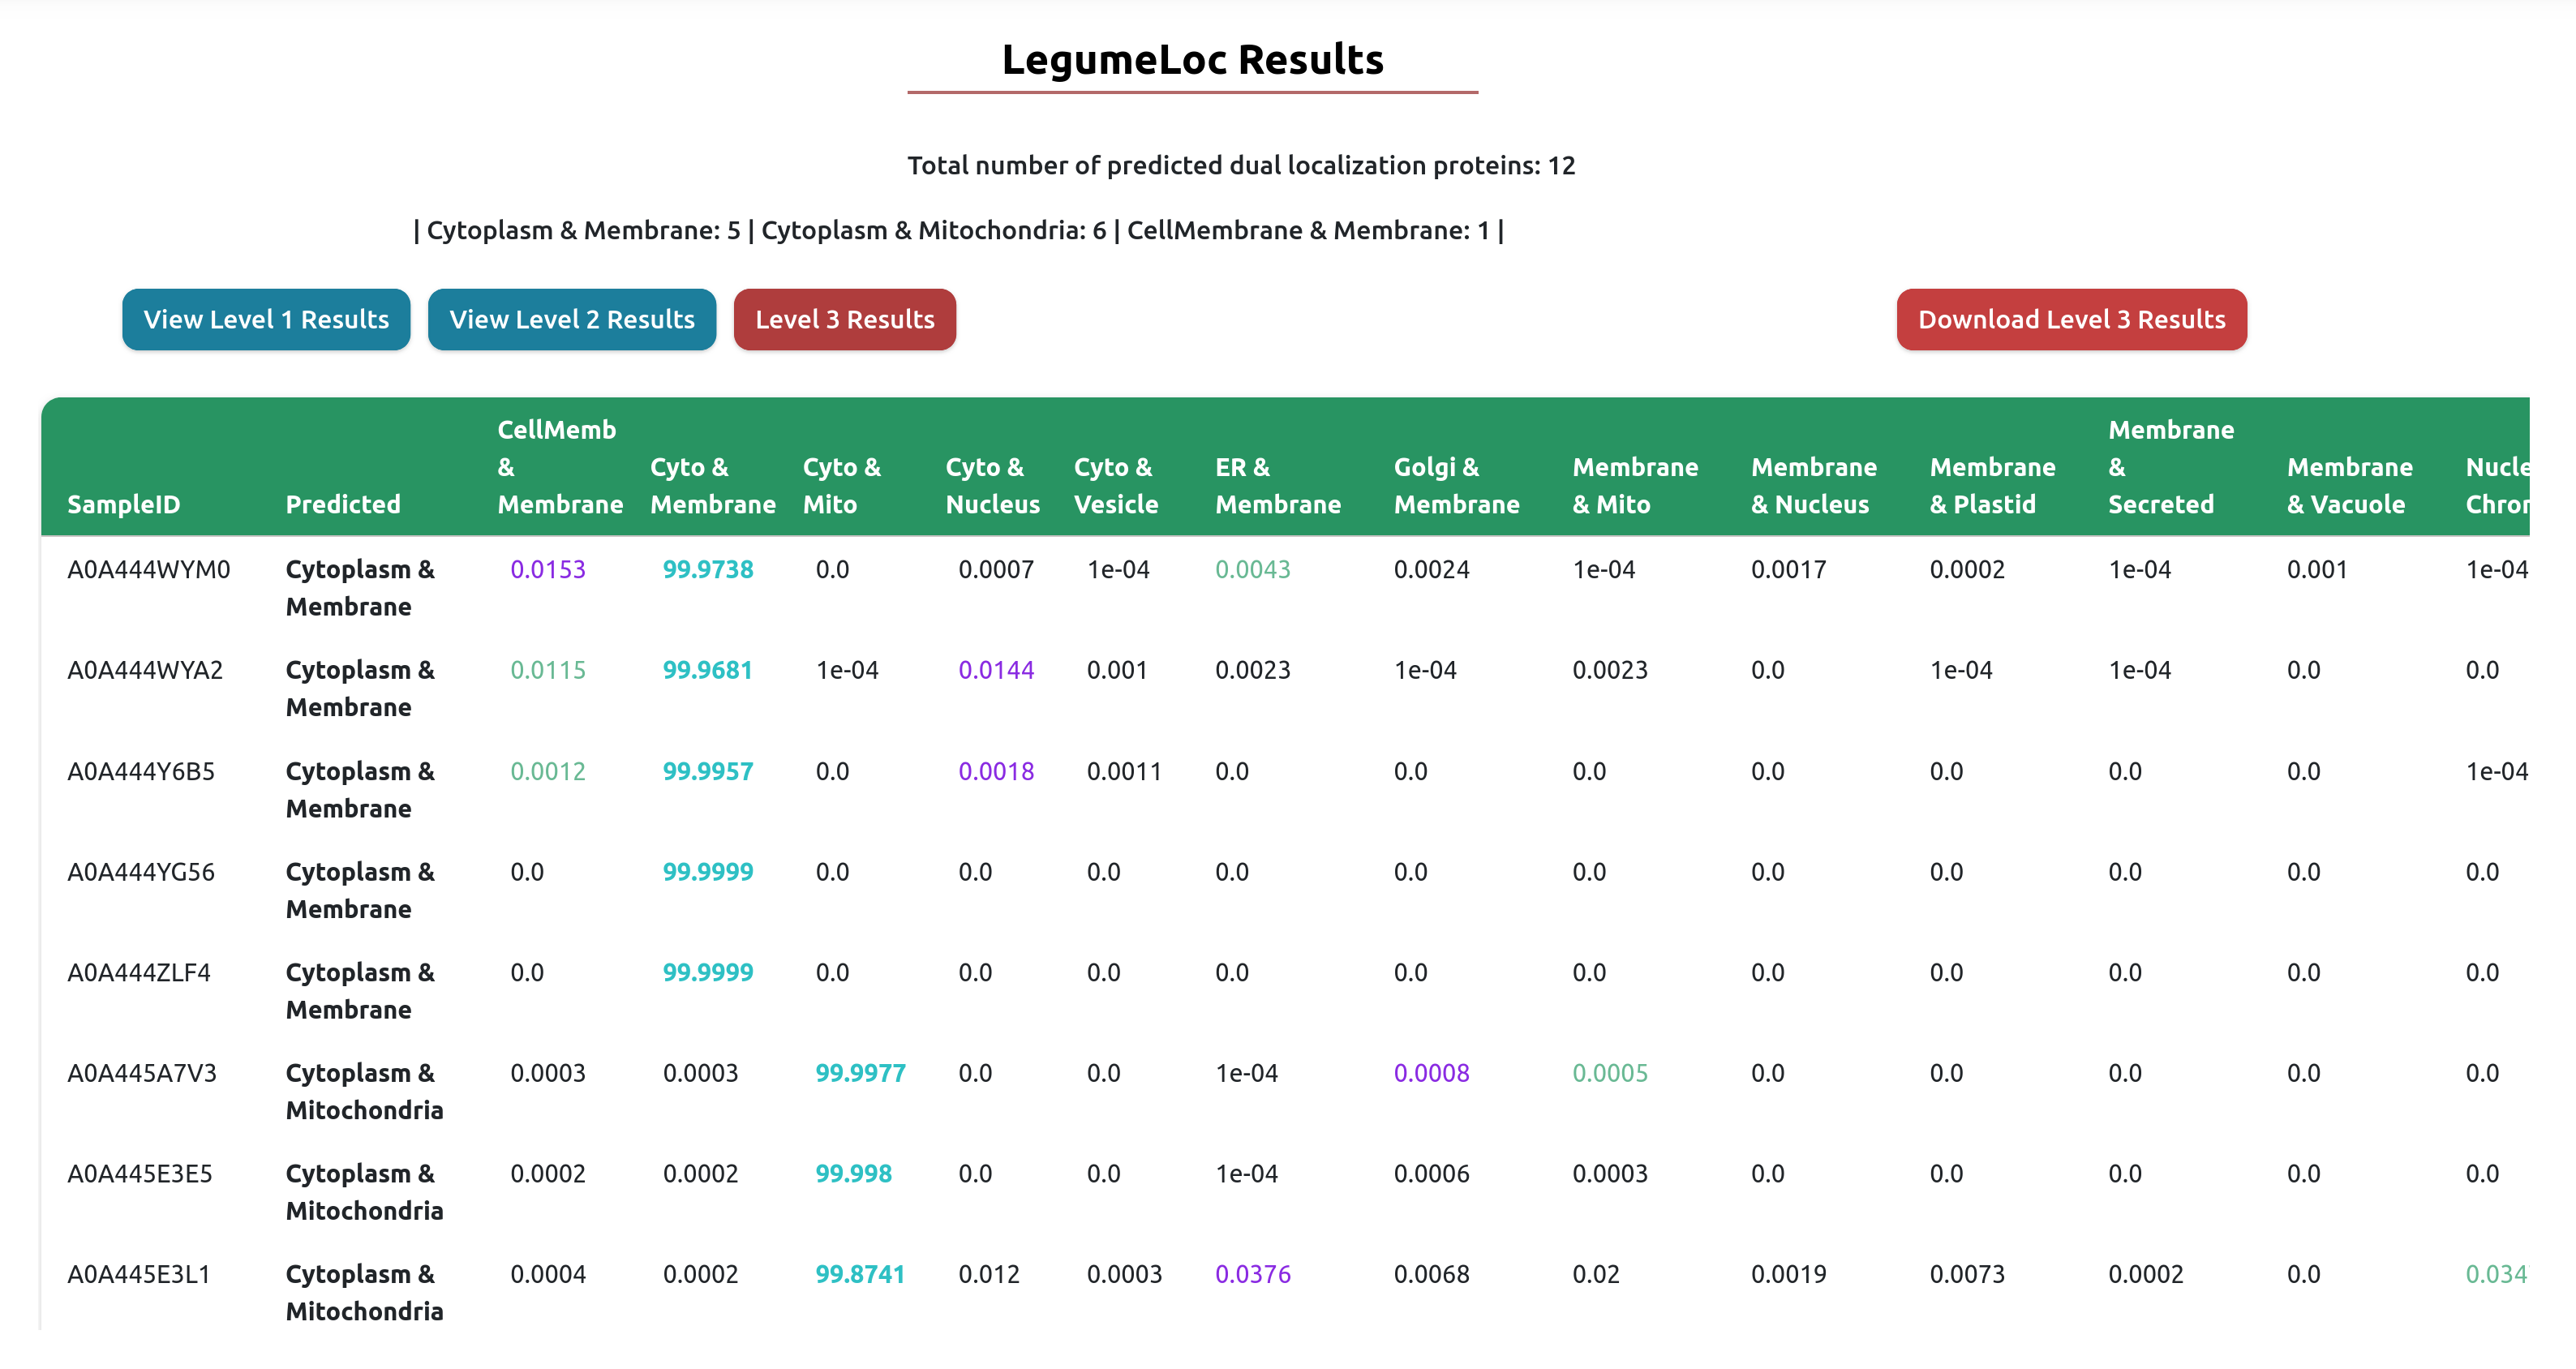 LegumeLoc Results
Total number of predicted dual localization proteins: 12
| Cytoplasm & Membrane: 5 | Cytoplasm & Mitochondria: 6 | CellMembrane & Membrane: 1 |
View Level 1 Results View Level 2 Results Level 3 Results Download Level 3 Results
CellMemb Membrane
& Cyto & Cyto & Cyto & Cyto & ER & Golgi & Membrane Membrane Membrane & Membrane Nucle
SampleID Predicted Membrane Membrane Mito Nucleus Vesicle Membrane Membrane & Mito & Nucleus & Plastid Secreted & Vacuole Chror
A0A444WYM0 Cytoplasm & 0.0153 99.9738 0.0 0.0007 1e-04 0.0043 0.0024 1e-04 0.0017 0.0002 1e-04 0.001 1e-04
Membrane
A0A444WYA2 Cytoplasm & 0.0115 99.9681 1e-04 0.0144 0.001 0.0023 1e-04 0.0023 0.0 1e-04 1e-04 0.0 0.0
Membrane
A0A444Y6B5 Cytoplasm & 0.0012 99.9957 0.0 0.0018 0.0011 0.0 0.0 0.0 0.0 0.0 0.0 0.0 1e-04
Membrane
A0A444YG56 Cytoplasm & 0.0 99.9999 0.0 0.0 0.0 0.0 0.0 0.0 0.0 0.0 0.0 0.0 0.0
Membrane
A0A444ZLF4 Cytoplasm & 0.0 99.9999 0.0 0.0 0.0 0.0 0.0 0.0 0.0 0.0 0.0 0.0 0.0
Membrane
A0A445A7V3 Cytoplasm & 0.0003 0.0003 99.9977 0.0 0.0 1e-04 0.0008 0.0005 0.0 0.0 0.0 0.0 0.0
Mitochondria
A0A445E3E5 Cytoplasm & 0.0002 0.0002 99.998 0.0 0.0 1e-04 0.0006 0.0003 0.0 0.0 0.0 0.0 0.0
Mitochondria
A0A445E3L1 Cytoplasm & 0.0004 0.0002 99.8741 0.012 0.0003 0.0376 0.0068 0.02 0.0019 0.0073 0.0002 0.0 0.034
Mitochondria